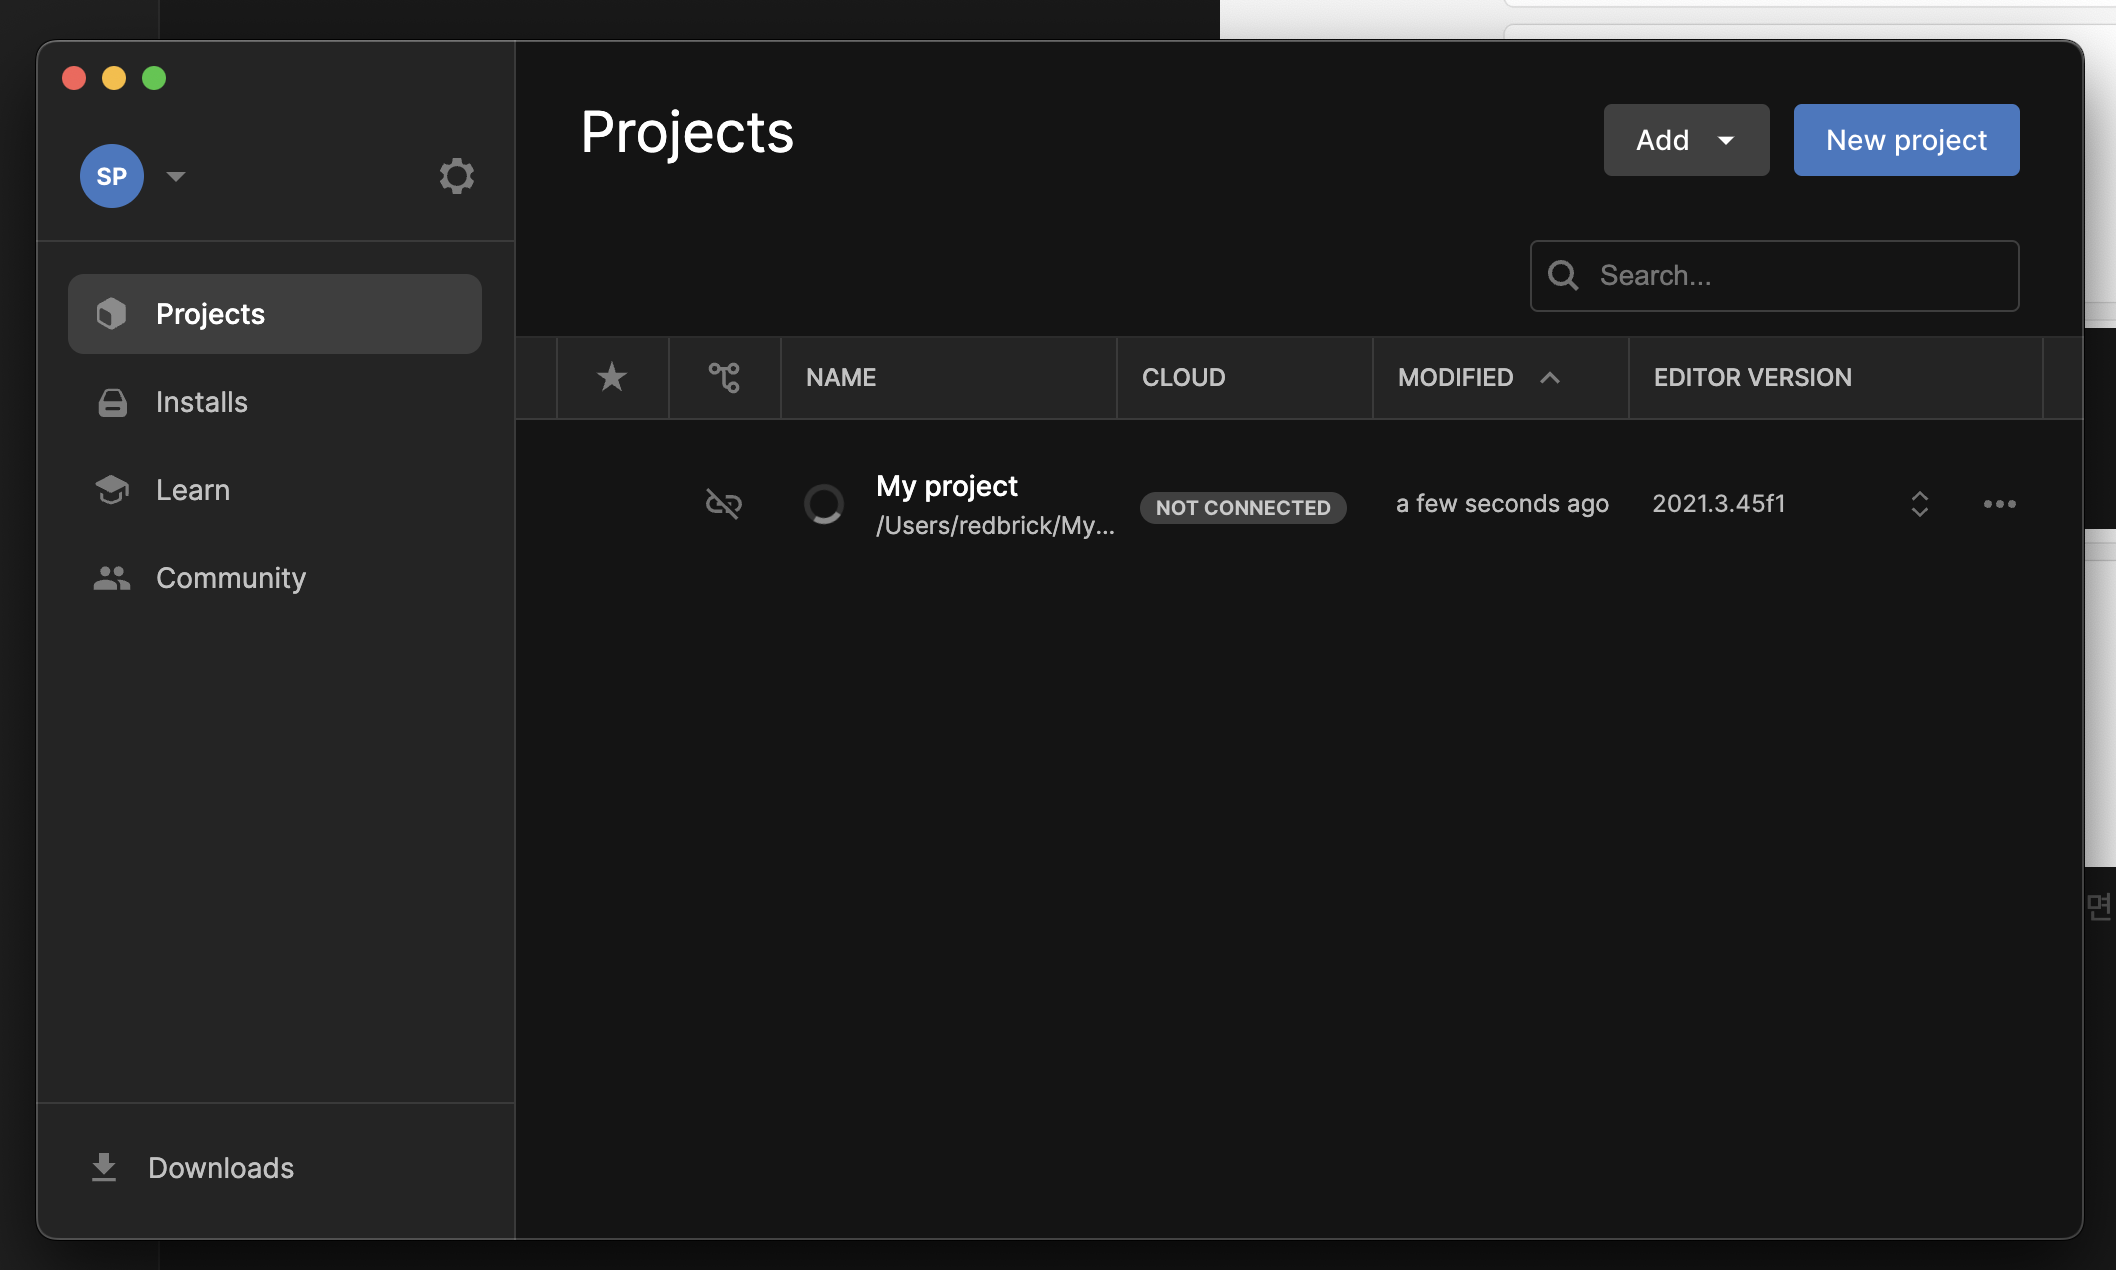 SP
Projects
Installs
Learn
Community
Downloads
Projects
Add
New project
Search...
NAME
CLOUD
MODIFIED
EDITOR VERSION
My project
/Users/redbrick/My...
NOT CONNECTED
a few seconds ago
2021.3.45f1
면